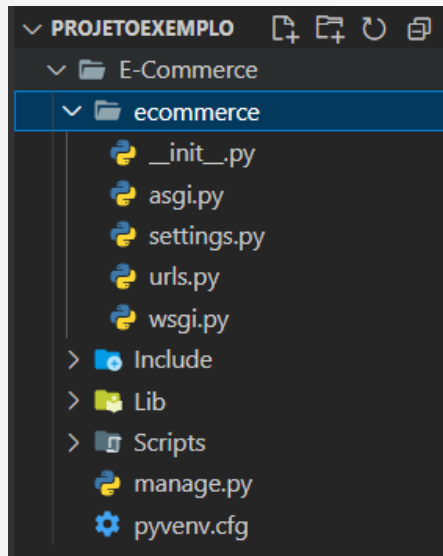 PROJETOEXEMPLO
E-Commerce
ecommerce
__init__.py
asgi.py
settings.py
urls.py
wsgi.py
Include
Lib
Scripts
manage.py
pyvenv.cfg